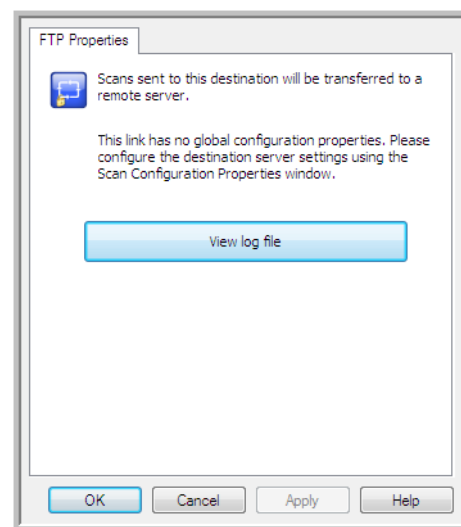 FTP Properties
Scans sent to this destination will be transferred to a
remote server.
This link has no global configuration properties. Please
configure the destination server settings using the
Scan Configuration Properties window.
View log file
OK Cancel Apply Help